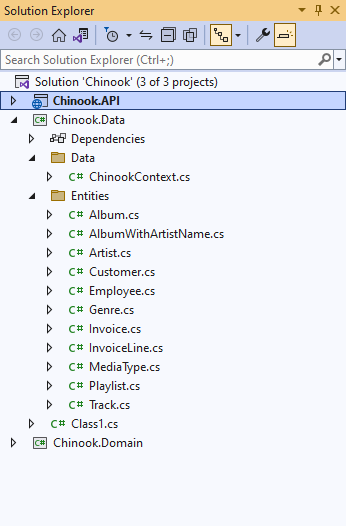 Solution Explorer
Search Solution Explorer (Ctrl+;)
Solution 'Chinook' (3 of 3 projects)
Chinook.API
C# Chinook.Data
Dependencies
Data
C# ChinookContext.cs
Entities
C# Album.cs
C# AlbumWithArtistName.cs
C# Artist.cs
C# Customer.cs
C# Employee.cs
C# Genre.cs
C# Invoice.cs
C# InvoiceLine.cs
C# MediaType.cs
C# Playlist.cs
C# Track.cs
C# Class1.cs
C# Chinook.Domain